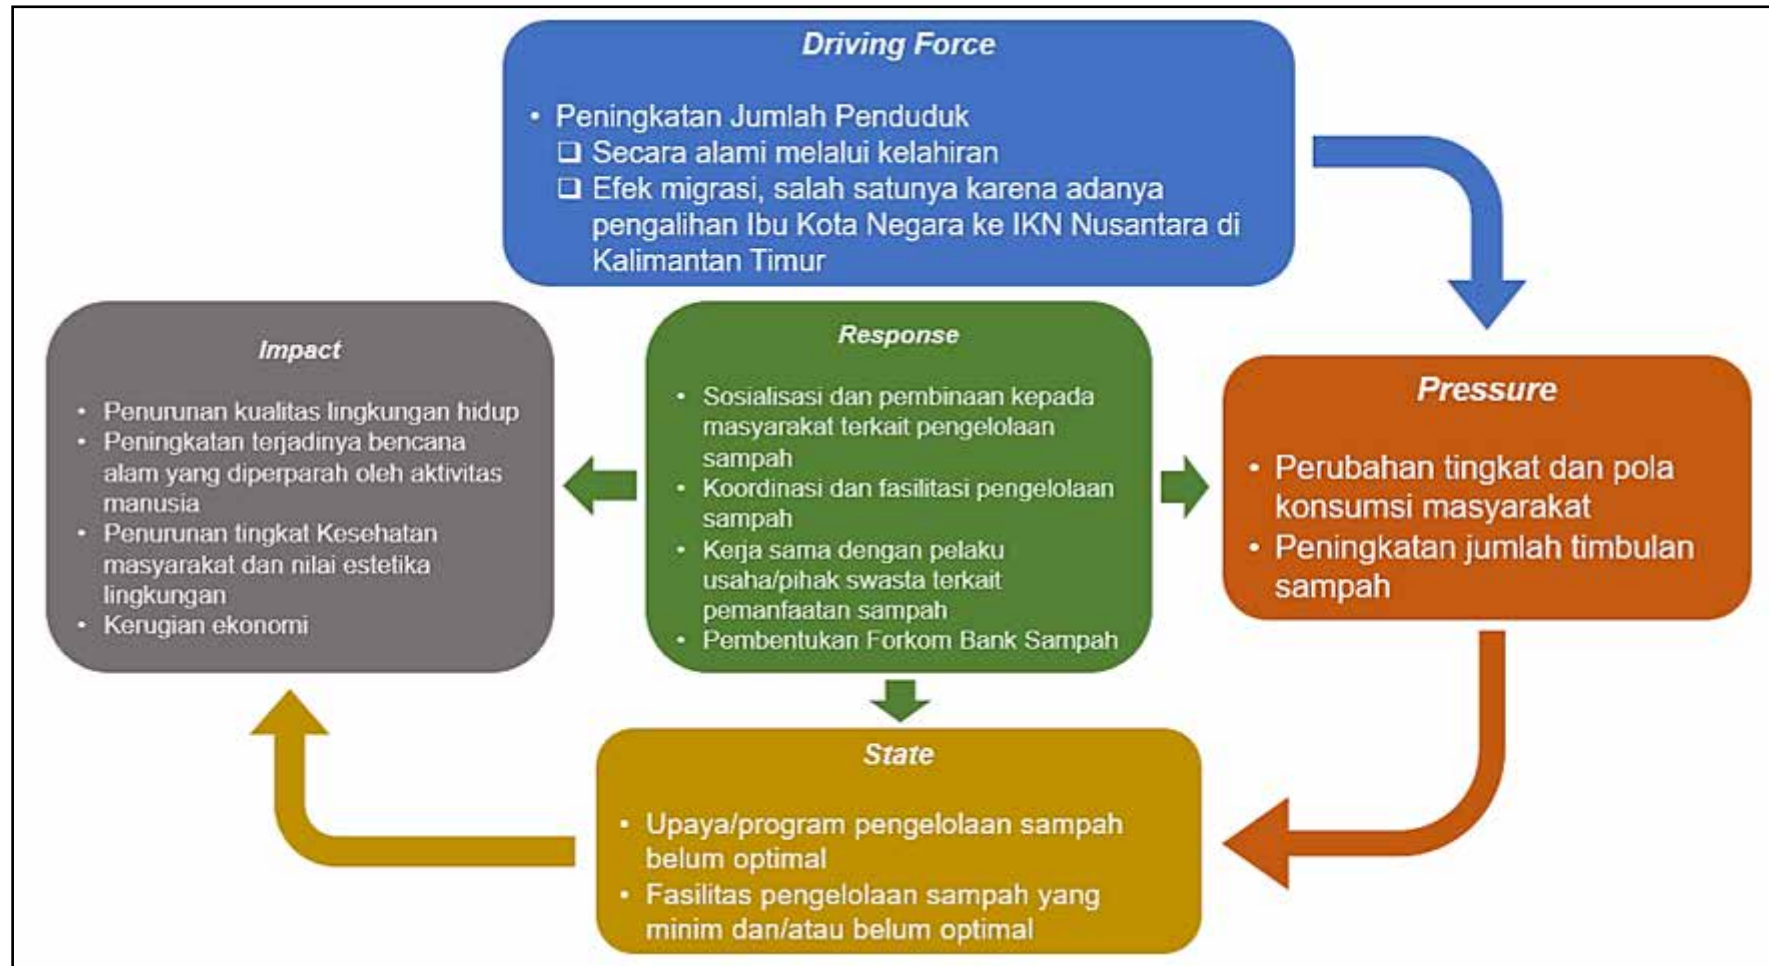 Driving Force
• Peningkatan Jumlah Penduduk
❑ Secara alami melalui kelahiran
❑ Efek migrasi, salah satunya karena adanya
pengalihan Ibu Kota Negara ke IKN Nusantara di
Kalimantan Timur
Impact
• Penurunan kualitas lingkungan hidup
• Peningkatan terjadinya bencana
alam yang diperparah oleh aktivitas
manusia
• Penurunan tingkat Kesehatan
masyarakat dan nilai estetika
lingkungan
• Kerugian ekonomi
Response
• Sosialisasi dan pembinaan kepada
masyarakat terkait pengelolaan
sampah
• Koordinasi dan fasilitasi pengelolaan
sampah
• Kerja sama dengan pelaku
usaha/pihak swasta terkait
pemanfaatan sampah
• Pembentukan Forkom Bank Sampah
Pressure
• Perubahan tingkat dan pola
konsumsi masyarakat
• Peningkatan jumlah timbulan
sampah
State
• Upaya/program pengelolaan sampah
belum optimal
• Fasilitas pengelolaan sampah yang
minim dan/atau belum optimal